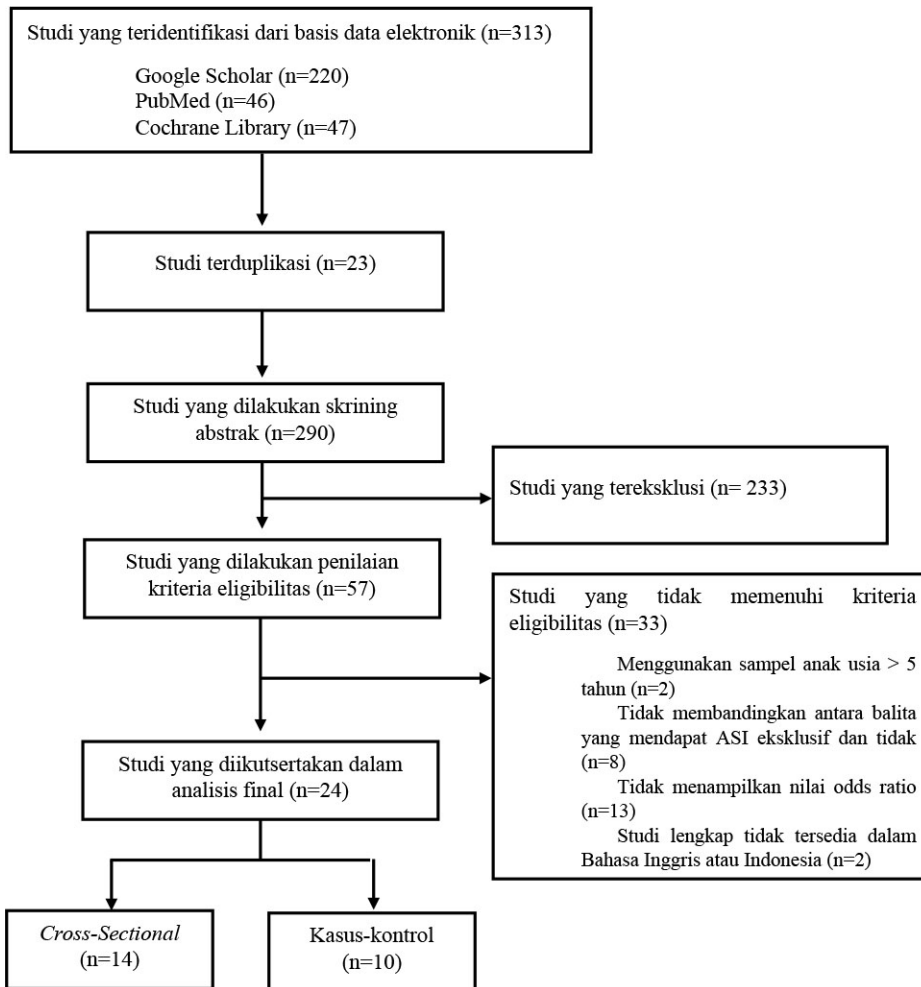 Studi yang teridentifikasi dari basis data elektronik (n=313)
Google Scholar (n=220)
PubMed (n=46)
Cochrane Library (n=47)
Studi terduplikasi (n=23)
Studi yang dilakukan skrining
abstrak (n=290)
Studi yang tereksklusi (n= 233)
Studi yang dilakukan penilaian
kriteria eligibilitas (n=57)
Studi yang tidak memenuhi kriteria
eligibilitas (n=33)
Menggunakan sampel anak usia > 5
tahun (n=2)
Tidak membandingkan antara balita
yang mendapat ASI eksklusif dan tidak
(n=8)
Tidak menampilkan nilai odds ratio
(n=13)
Studi lengkap tidak tersedia dalam
Bahasa Inggris atau Indonesia (n=2)
Studi yang diikutsertakan dalam
analisis final (n=24)
Cross-Sectional
(n=14)
Kasus-kontrol
(n=10)